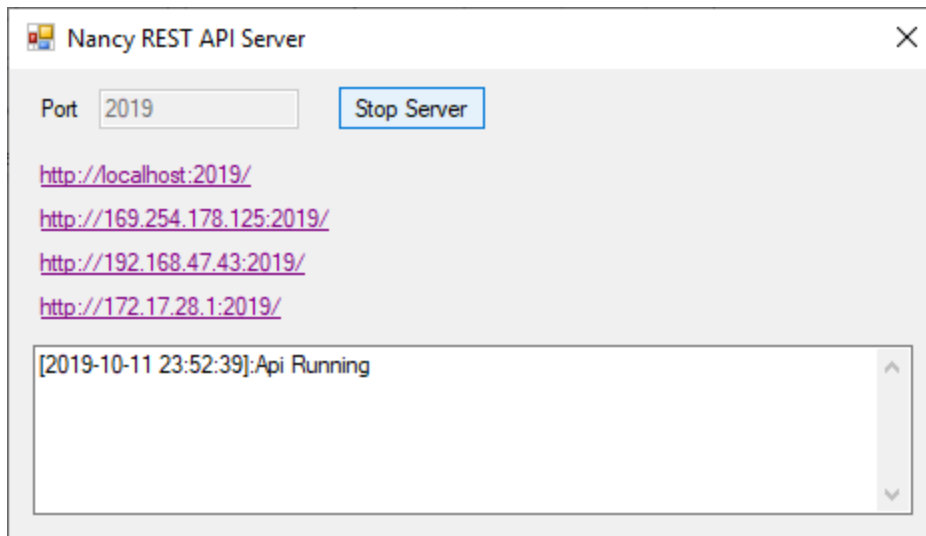 Nancy REST API Server
Port 2019 Stop Server
http://localhost:2019/
http://169.254.178.125:2019/
http://192.168.47.43:2019/
http://172.17.28.1:2019/
[2019-10-11 23:52:39]:Api Running